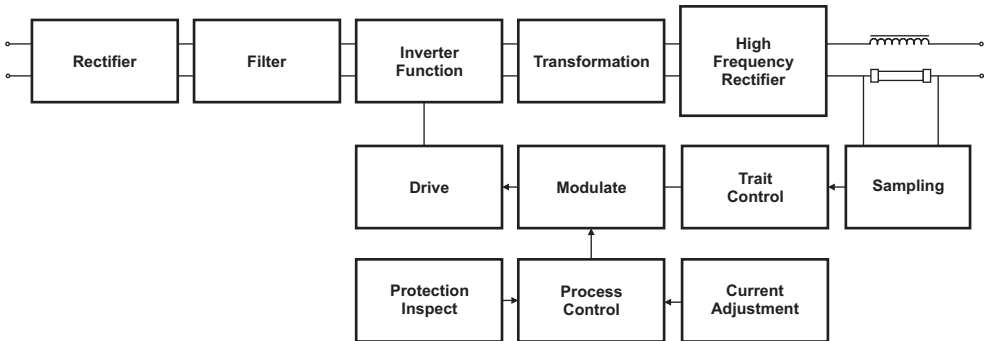 Rectifier
Filter
Inverter
Function
Transformation
High
Frequency
Rectifier
Drive
Modulate
Trait
Control
Sampling
Protection
Inspect
Process
Control
Current
Adjustment